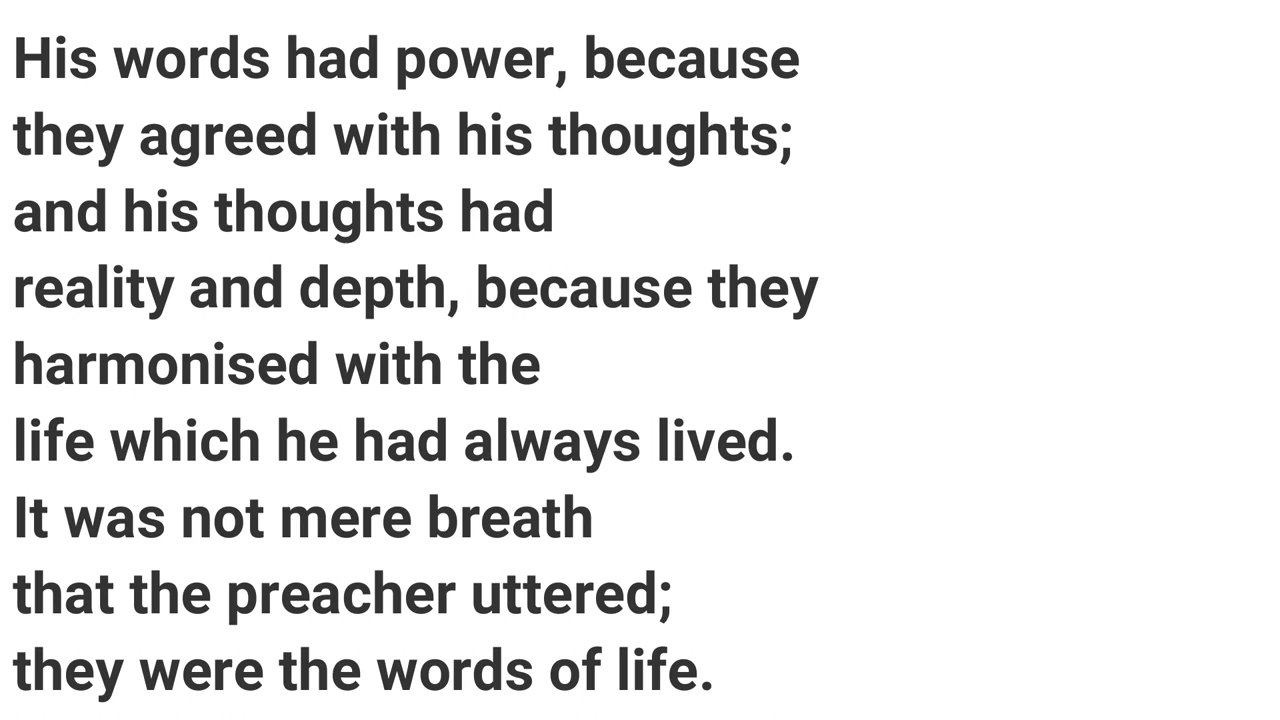 His words had power, because
they agreed with his thoughts;
and his thoughts had
reality and depth, because they
harmonised with the
life which he had always lived.
It was not mere breath
that the preacher uttered;
they were the words of life.